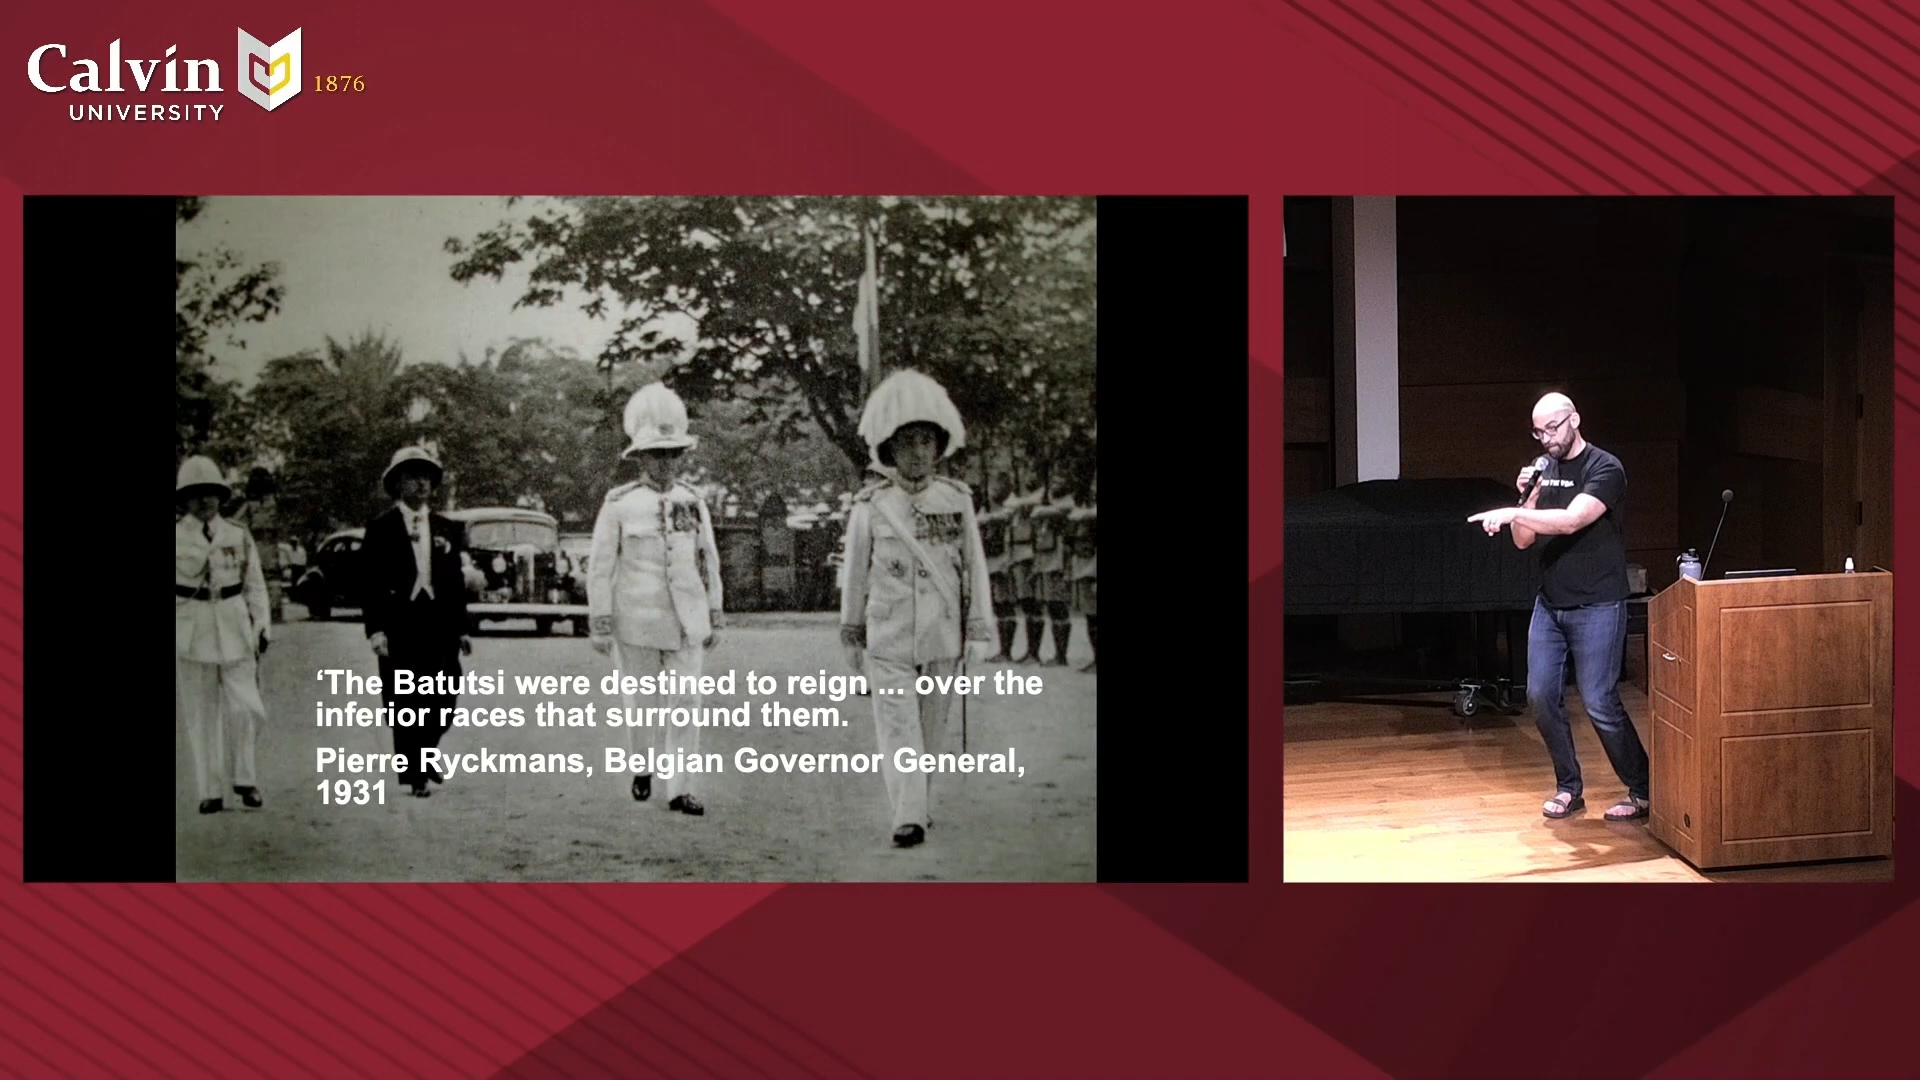 Calvin
UNIVERSITY
1876
‘The Batutsi were destined to reign ... over the
inferior races that surround them.
Pierre Ryckmans, Belgian Governor General,
1931